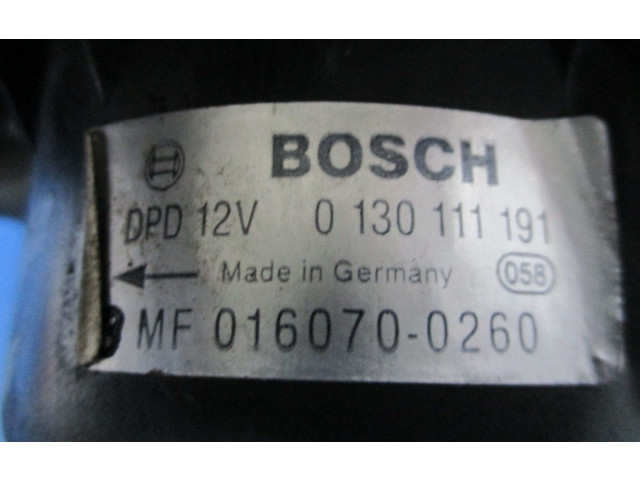 BOSCH
DPD 12V 0 130 111 191
Made in Germany 058
MF 016070-0260